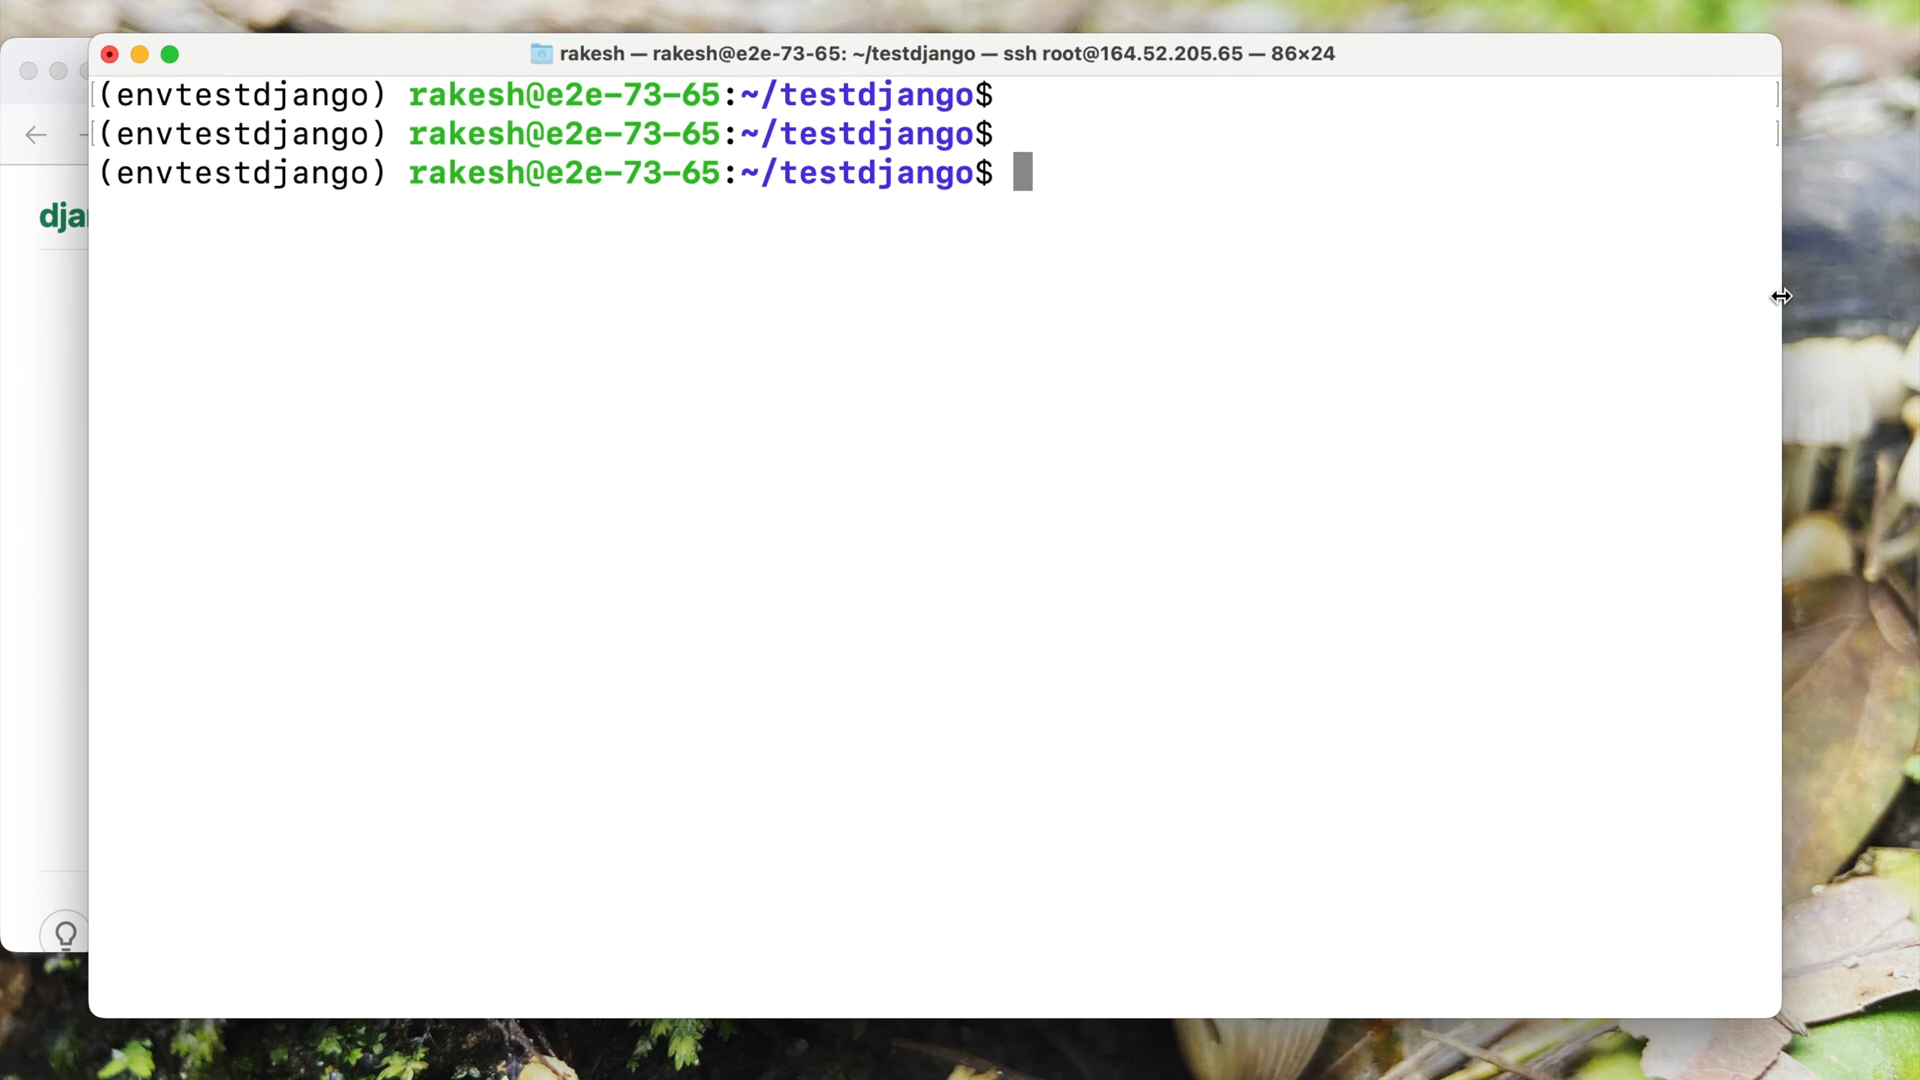 rakesh — rakesh@e2e-73-65: ~/testdjango — ssh root@164.52.205.65 — 86×24
[(envtestdjango) rakesh@e2e-73-65:~/testdjango$ ]
[(envtestdjango) rakesh@e2e-73-65:~/testdjango$ ]
(envtestdjango) rakesh@e2e-73-65:~/testdjango$